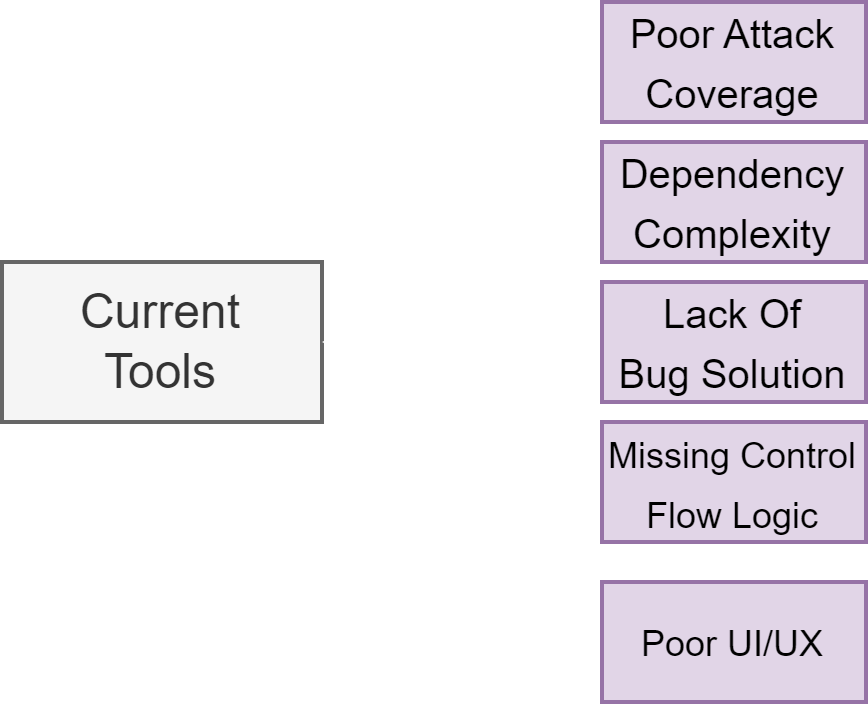 Poor Attack
Coverage
Dependency
Complexity
Current
Tools
Lack Of
Bug Solution
Missing Control
Flow Logic
Poor UI/UX